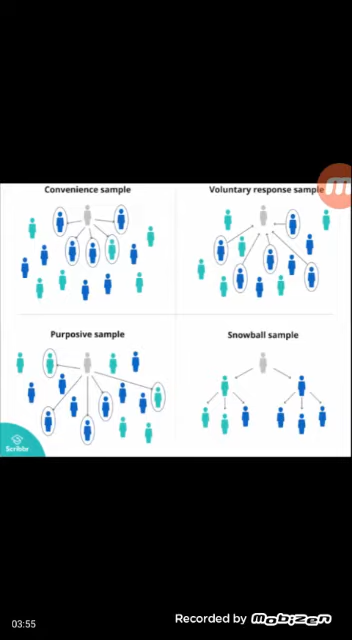 Convenience sample
Voluntary response sample
Purposive sample
Snowball sample
Scribbr
03:55
Recorded by Mobizen